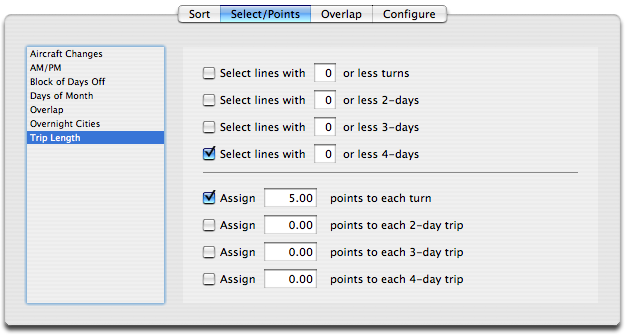 Sort Select/Points Overlap Configure
Aircraft Changes
AM/PM
Block of Days Off
Days of Month
Overlap
Overnight Cities
Trip Length
Select lines with 0 or less turns
Select lines with 0 or less 2-days
Select lines with 0 or less 3-days
Select lines with 0 or less 4-days
Assign 5.00 points to each turn
Assign 0.00 points to each 2-day trip
Assign 0.00 points to each 3-day trip
Assign 0.00 points to each 4-day trip